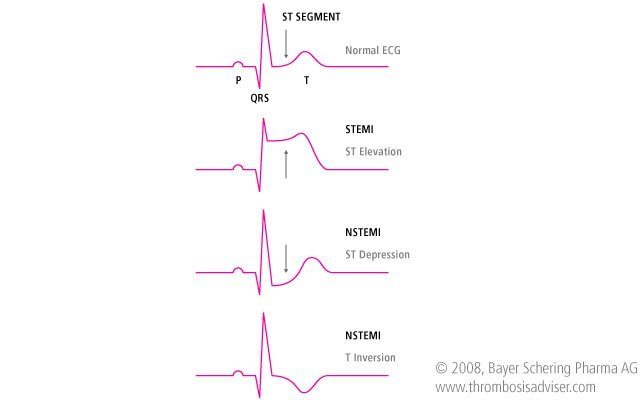 ST SEGMENT
Normal ECG
P
T
QRS
STEMI
ST Elevation
NSTEMI
ST Depression
NSTEMI
T Inversion
© 2008, Bayer Schering Pharma AG
www.thrombosisadviser.com